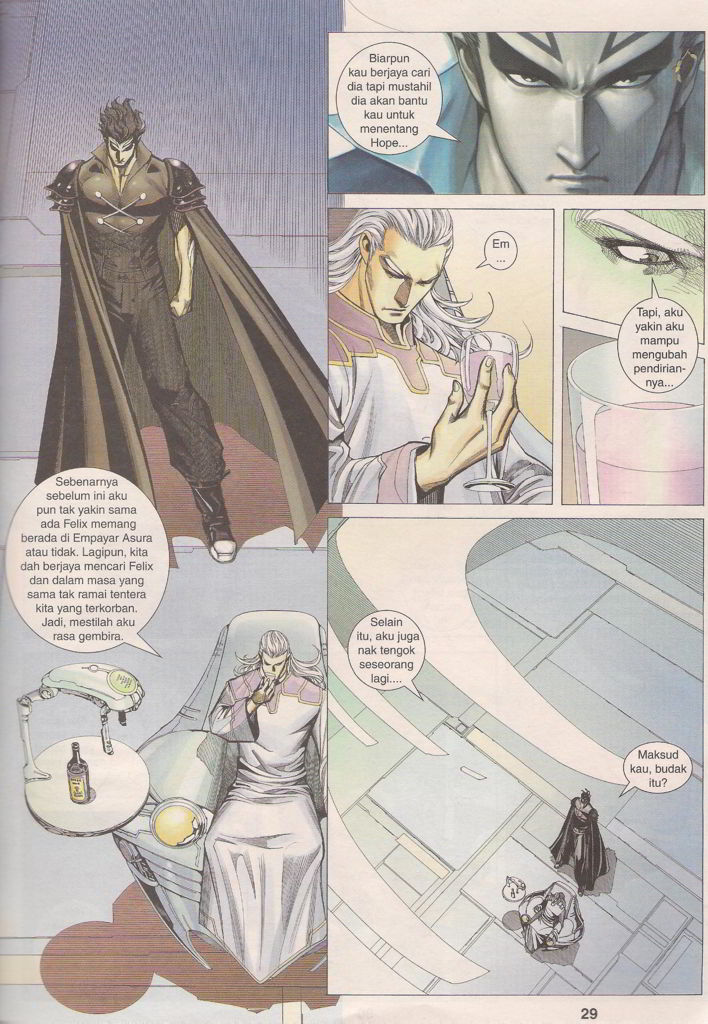 Sebenarnya
sebelum ini aku
pun tak yakin sama
ada Felix memang
berada di Empayar Asura
atau tidak. Lagipun, kita
dah berjaya mencari Felix
dan dalam masa yang
sama tak ramai tentera
kita yang terkorban.
Jadi, mestilah aku
rasa gembira.
Biarpun
kau berjaya cari
dia tapi mustahil
dia akan bantu
kau untuk
menentang
Hope...
Em
...
Tapi, aku
yakin aku
mampu
mengubah
pendirian-
nya...
Selain
itu, aku juga
nak tengok
seseorang
lagi....
Maksud
kau, budak
itu?
29